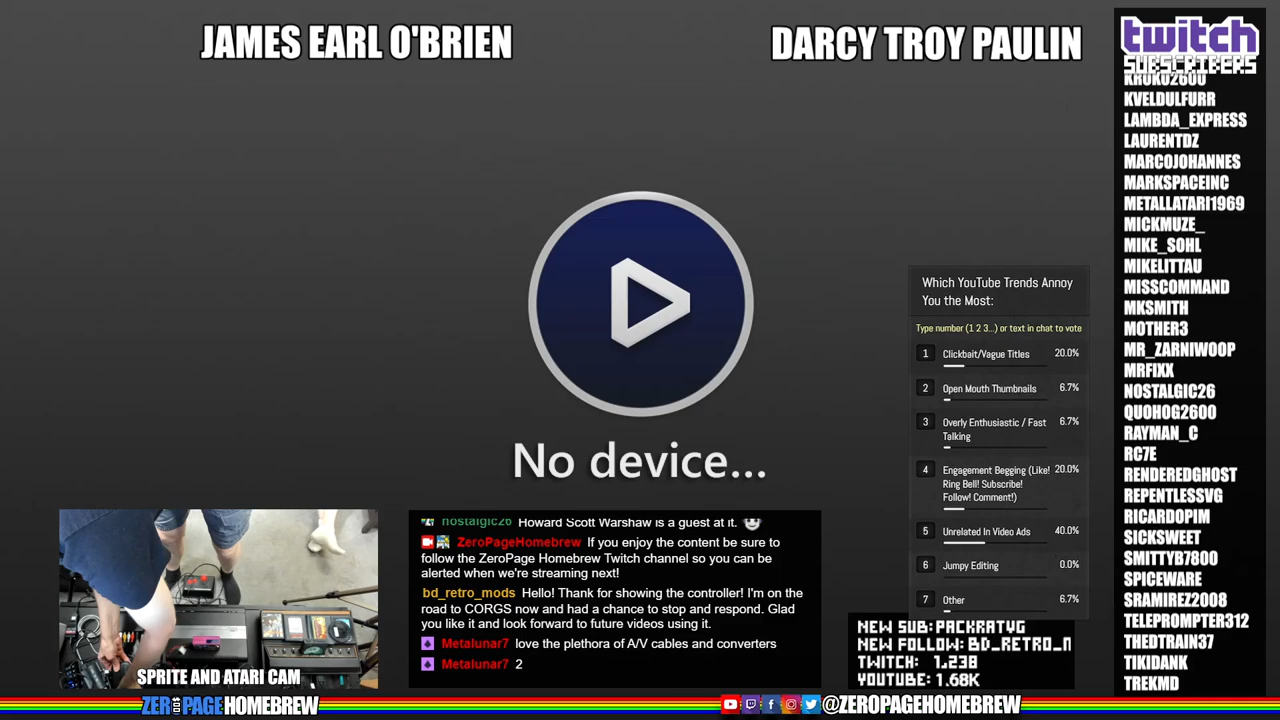 JAMES EARL O'BRIEN
DARCY TROY PAULIN
twitch
SUBSCRIBERS
KROKO2600
KVELDULFURR
LAMBDA_EXPRESS
LAURENTDZ
MARCOJOHANNES
MARKSPACEINC
METALLATARI1969
MICKMUZE_
MIKE_SOHL
MIKELITTAU
MISSCOMMAND
MKSMITH
MOTHER3
MR_ZARNIWOOP
MRFIXX
NOSTALGIC26
QUOHOG2600
RAYMAN_C
RC7E
RENDEREDGHOST
REPENTLESSVG
RICARDOPIM
SICKSWEET
SMITTYB7800
SPICEWARE
SRAMIREZ2008
TELEPROMPTER312
THEDTRAIN37
TIKIDANK
TREKMD
No device...
Which YouTube Trends Annoy
You the Most:
Type number (1 2 3...) or text in chat to vote
1 Clickbait/Vague Titles 20.0%
2 Open Mouth Thumbnails 6.7%
3 Overly Enthusiastic / Fast 6.7%
Talking
4 Engagement Begging (Like! 20.0%
Ring Bell! Subscribe!
Follow! Comment!)
5 Unrelated In Video Ads 40.0%
6 Jumpy Editing 0.0%
7 Other 6.7%
nostalgic26 Howard Scott Warshaw is a guest at it.
ZeroPageHomebrew If you enjoy the content be sure to
follow the ZeroPage Homebrew Twitch channel so you can be
alerted when we're streaming next!
bd_retro_mods Hello! Thank for showing the controller! I'm on the
road to CORGS now and had a chance to stop and respond. Glad
you like it and look forward to future videos using it.
Metalunar7 love the plethora of A/V cables and converters
Metalunar7 2
NEW SUB:PACKRATVG
NEW FOLLOW:BD_RETRO_M
TWITCH: 1,238
YOUTUBE: 1.68K
SPRITE AND ATARI CAM
ZEROPAGEHOMEBREW
@ZEROPAGEHOMEBREW